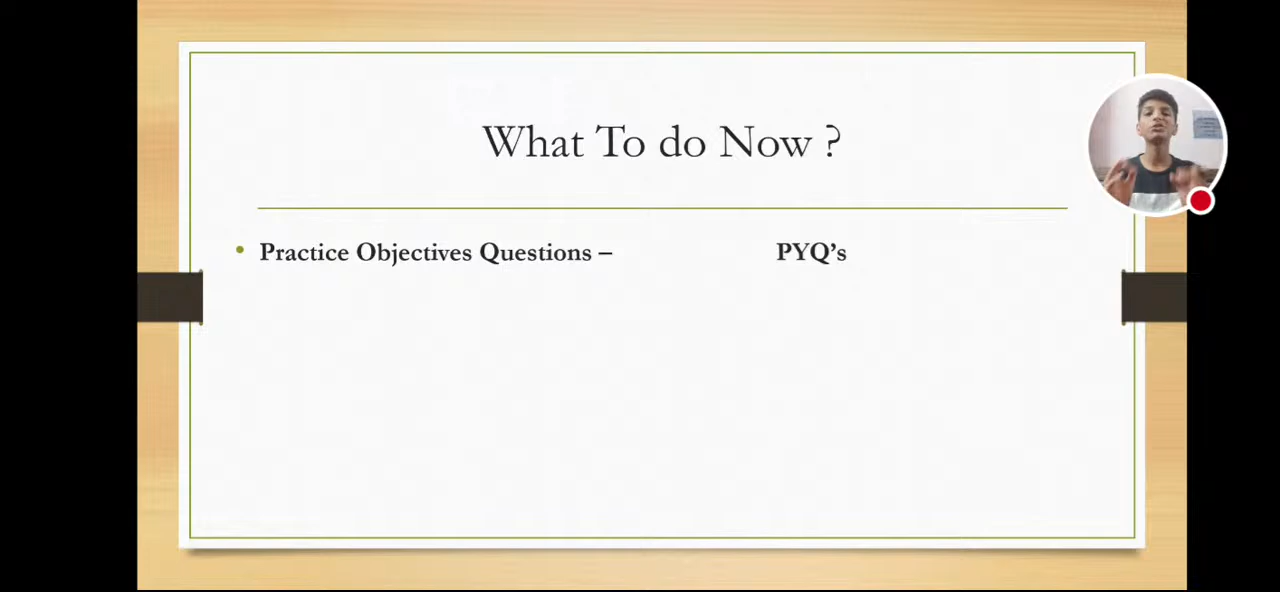 What To do Now ?
Practice Objectives Questions – PYQ’s